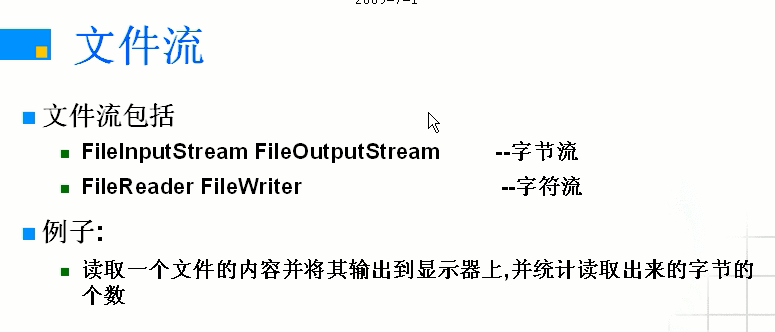 文件流
文件流包括
FileInputStream FileOutputStream --字节流
FileReader FileWriter --字符流
例子:
读取一个文件的内容并将其输出到显示器上,并统计读取出来的字节的
个数